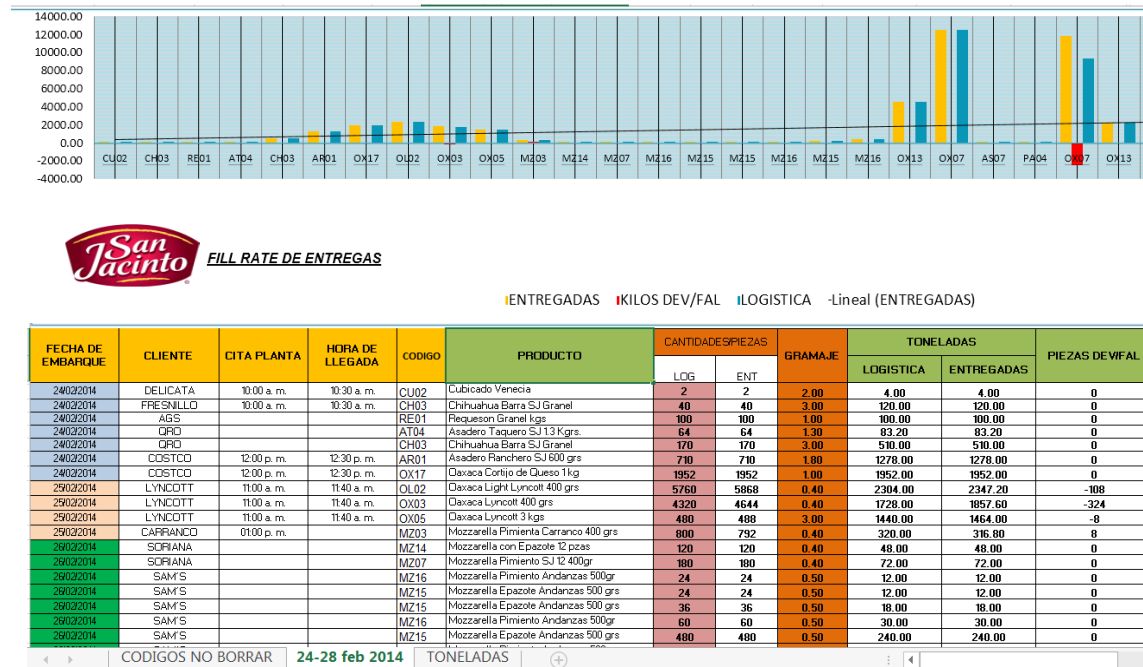 14000.00
12000.00
10000.00
8000.00
6000.00
4000.00
2000.00
0.00
-2000.00
-4000.00
CU02 CH03 RE01 AT04 CH03 AR01 OX17 OL02 OX03 OX05 MZ03 MZ14 MZ07 MZ16 MZ15 MZ15 MZ16 MZ15 MZ16 OX13 OX07 AS07 PA04 OX07 OX13
San Jacinto
FILL RATE DE ENTREGAS
ENTREGADAS KILOS DEV/FAL LOGISTICA -Lineal (ENTREGADAS)
FECHA DE EMBARQUE CLIENTE CITA PLANTA HORA DE LLEGADA CODIGO PRODUCTO CANTIDADES/PIEZAS GRAMAJE TONELADAS PIEZAS DEV/FAL
LOG ENT LOGISTICA ENTREGADAS
24/02/2014 DELICATA 10:00 a. m. 10:30 a. m. CU02 Cubicado Venecia 2 2 2.00 4.00 4.00 0
24/02/2014 FRESNILLO 10:00 a. m. 10:30 a. m. CH03 Chihuahua Barra SJ Granel 40 40 3.00 120.00 120.00 0
24/02/2014 AGS RE01 Requeson Granel kgs 100 100 1.00 100.00 100.00 0
24/02/2014 QRO AT04 Asadero Taquero SJ 1.3 Kgrs. 64 64 1.30 83.20 83.20 0
24/02/2014 QRO CH03 Chihuahua Barra SJ Granel 170 170 3.00 510.00 510.00 0
24/02/2014 COSTCO 12:00 p. m. 12:30 p. m. AR01 Asadero Ranchero SJ 600 grs 710 710 1.80 1278.00 1278.00 0
24/02/2014 COSTCO 12:00 p. m. 12:30 p. m. OX17 Oaxaca Cortijo de Queso 1 kg 1952 1952 1.00 1952.00 1952.00 0
25/02/2014 LYNCOTT 11:00 a. m. 11:40 a. m. OL02 Oaxaca Light Lyncott 400 grs 5760 5868 0.40 2304.00 2347.20 -108
25/02/2014 LYNCOTT 11:00 a. m. 11:40 a. m. OX03 Oaxaca Lyncott 400 grs 4320 4644 0.40 1728.00 1857.60 -324
25/02/2014 LYNCOTT 11:00 a. m. 11:40 a. m. OX05 Oaxaca Lyncott 3 kgs 480 488 3.00 1440.00 1464.00 -8
25/02/2014 CARRANCO 01:00 p. m. MZ03 Mozzarella Pimienta Carranco 400 grs 800 792 0.40 320.00 316.80 8
26/02/2014 SORIANA MZ14 Mozzarella con Epazote 12 pzas 120 120 0.40 48.00 48.00 0
26/02/2014 SORIANA MZ07 Mozzarella Pimiento SJ 12 400gr 180 180 0.40 72.00 72.00 0
26/02/2014 SAM'S MZ16 Mozzarella Pimiento Andanzas 500gr 24 24 0.50 12.00 12.00 0
26/02/2014 SAM'S MZ15 Mozzarella Epazote Andanzas 500 grs 24 24 0.50 12.00 12.00 0
26/02/2014 SAM'S MZ15 Mozzarella Epazote Andanzas 500 grs 36 36 0.50 18.00 18.00 0
26/02/2014 SAM'S MZ16 Mozzarella Pimiento Andanzas 500gr 60 60 0.50 30.00 30.00 0
26/02/2014 SAM'S MZ15 Mozzarella Epazote Andanzas 500 grs 480 480 0.50 240.00 240.00 0
CODIGOS NO BORRAR 24-28 feb 2014 TONELADAS